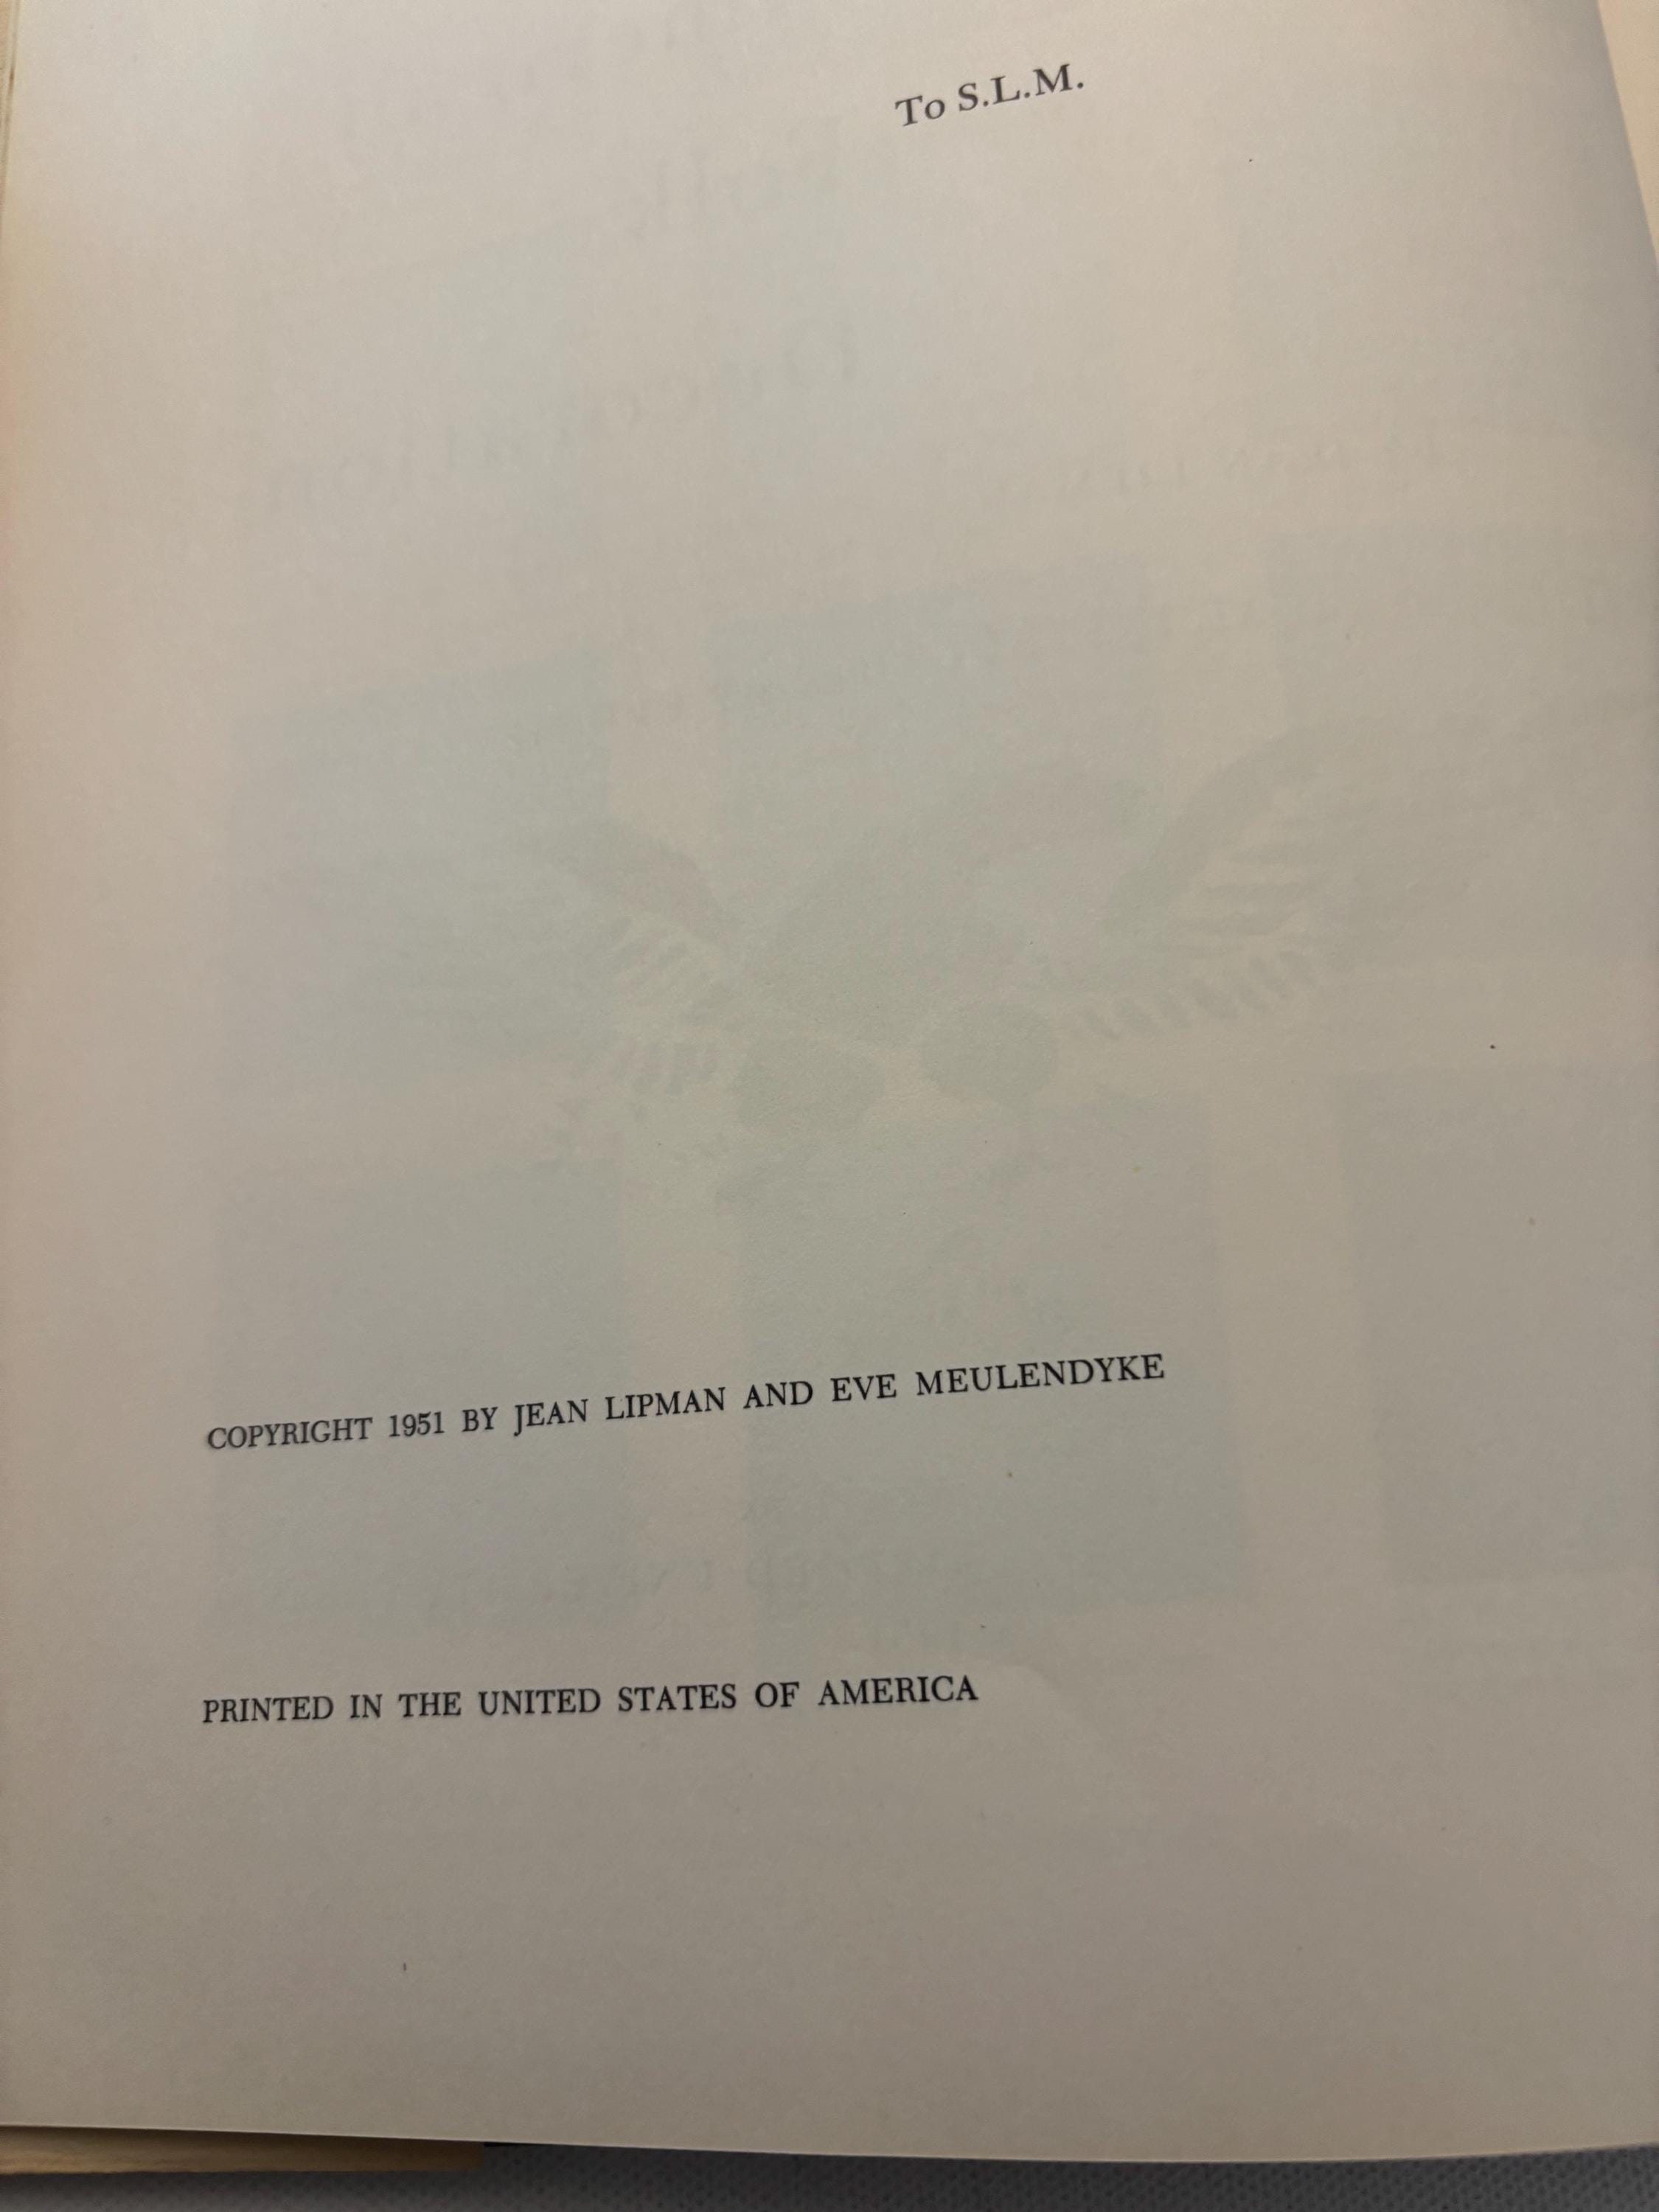 To S.L.M.
COPYRIGHT 1951 BY JEAN LIPMAN AND EVE MEULENDYKE
PRINTED IN THE UNITED STATES OF AMERICA